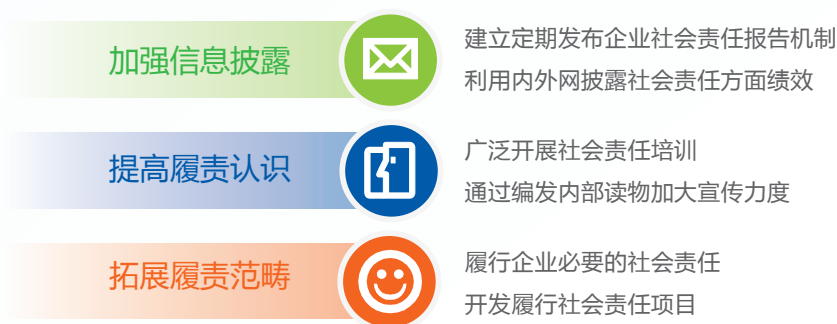 加强信息披露
建立定期发布企业社会责任报告机制
利用内外网披露社会责任方面绩效
提高履责认识
广泛开展社会责任培训
通过编发内部读物加大宣传力度
拓展履责范畴
履行企业必要的社会责任
开发履行社会责任项目